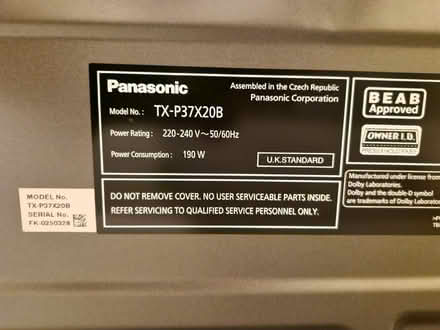 Panasonic
Assembled in the Czech Republic
Panasonic Corporation
Model No. : TX-P37X20B
Power Rating : 220-240 V~50/60Hz
Power Consumption : 190 W
U.K.STANDARD
DO NOT REMOVE COVER. NO USER SERVICEABLE PARTS INSIDE.
REFER SERVICING TO QUALIFIED SERVICE PERSONNEL ONLY.
BEAB
Approved
OWNER I.D.
Manufactured under license from
Dolby Laboratories.
Dolby and the double-D symbol
are trademarks of Dolby Laboratories
MODEL No.
TX-P37X20B
SERIAL No.
FK-0250328